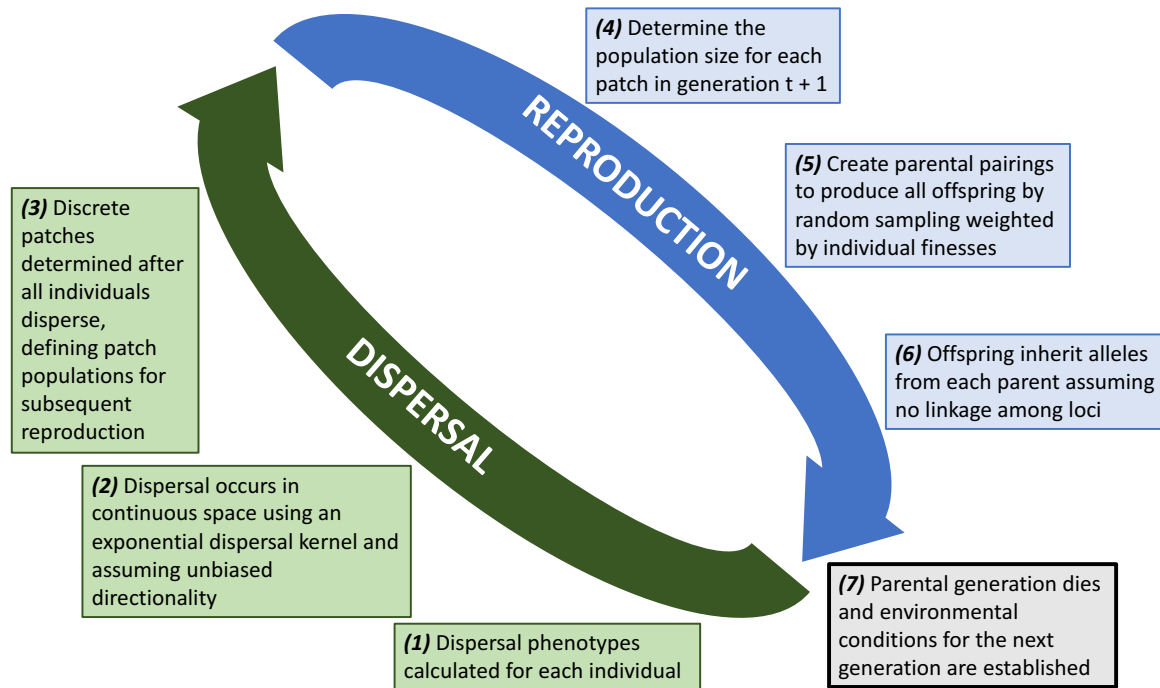 (4) Determine the
population size for each
patch in generation t + 1
REPRODUCTION
(5) Create parental pairings
to produce all offspring by
random sampling weighted
by individual finesses
(3) Discrete
patches
determined after
all individuals
disperse,
defining patch
populations for
subsequent
reproduction
DISPERSAL
(6) Offspring inherit alleles
from each parent assuming
no linkage among loci
(2) Dispersal occurs in
continuous space using an
exponential dispersal kernel and
assuming unbiased
directionality
(7) Parental generation dies
and environmental
conditions for the next
generation are established
(1) Dispersal phenotypes
calculated for each individual